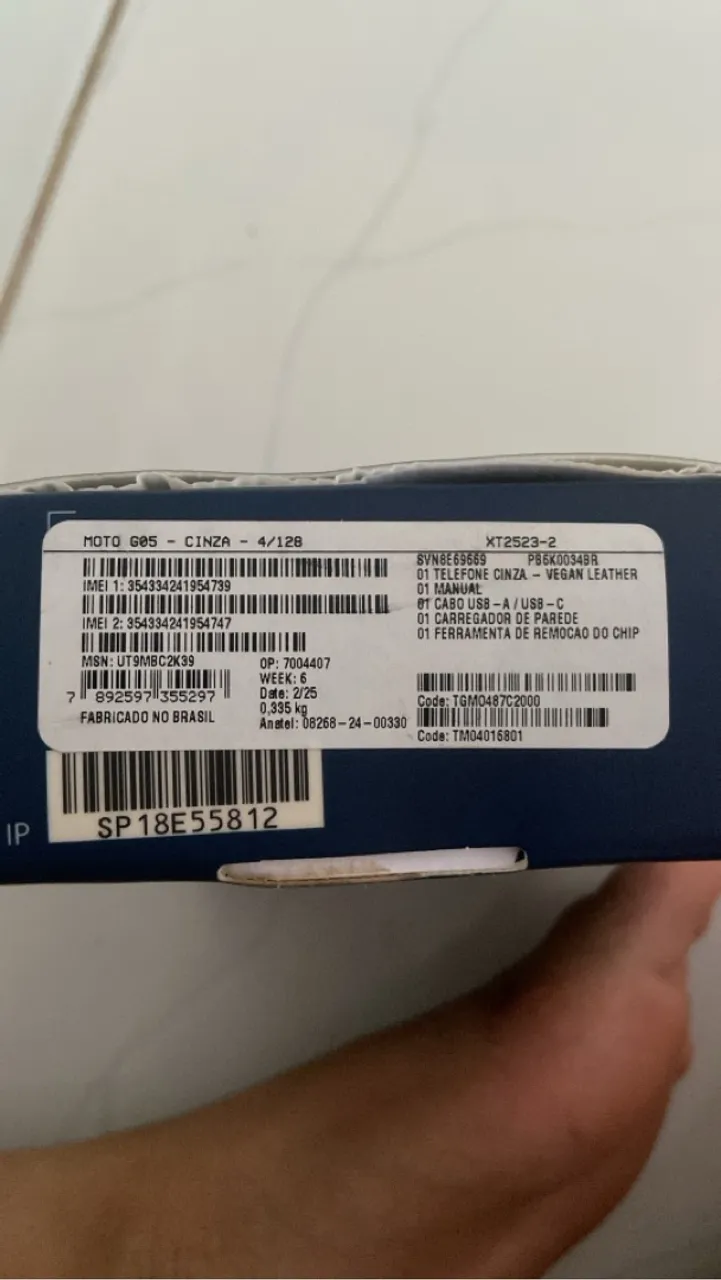 MOTO G05 - CINZA - 4/128
XT2523-2
IMEI 1: 354334241954739
IMEI 2: 354334241954747
MSN: UT9MBC2K39
7 892597 355297
FABRICADO NO BRASIL
OP: 7004407
WEEK: 6
Date: 2/25
0,335 kg
Anatel: 08268-24-00330
SVN8E69669 PB6K0034BR
01 TELEFONE CINZA - VEGAN LEATHER
01 MANUAL
01 CABO USB-A / USB-C
01 CARREGADOR DE PAREDE
01 FERRAMENTA DE REMOCAO DO CHIP
Code: TGMO487C2000
Code: TM04016801
SP18E55812
IP